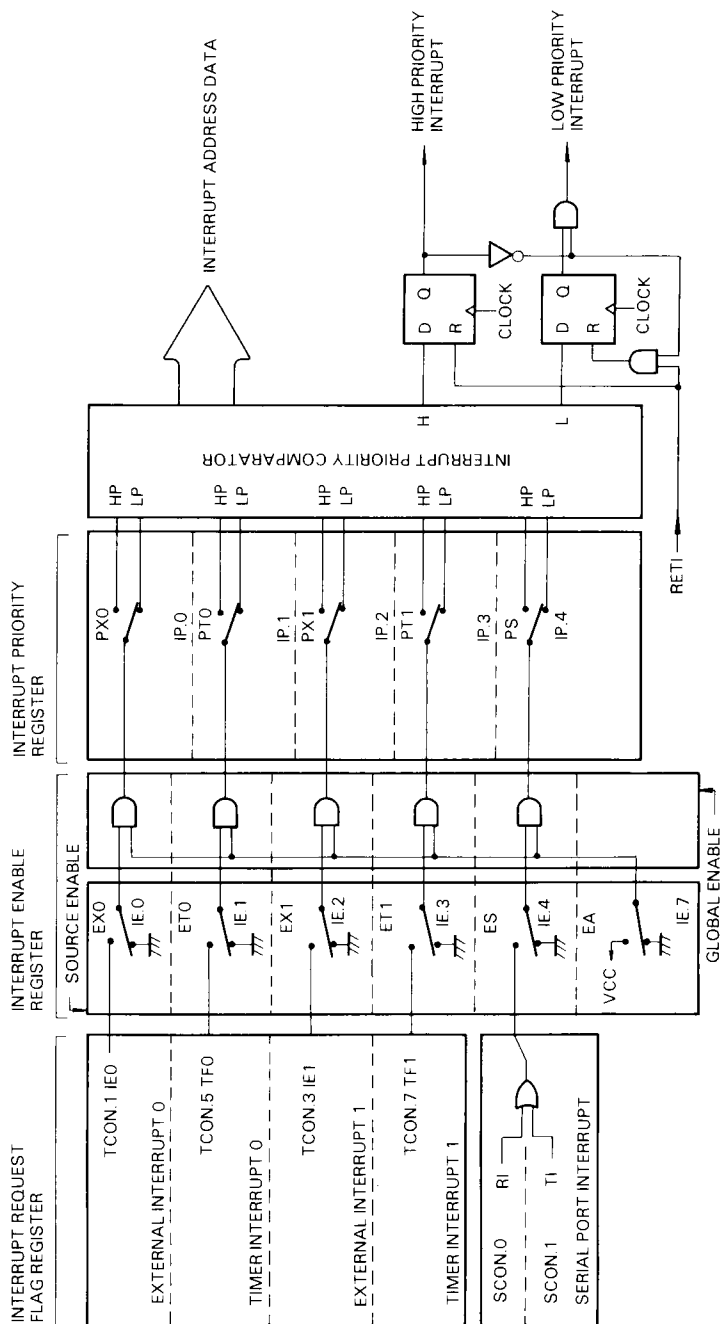 INTERRUPT REQUEST
FLAG REGISTER
INTERRUPT ENABLE
REGISTER
INTERRUPT PRIORITY
REGISTER
SOURCE ENABLE
TCON.1 IE0
EXTERNAL INTERRUPT 0
TCON.5 TF0
TIMER INTERRUPT 0
TCON.3 IE1
EXTERNAL INTERRUPT 1
TCON.7 TF1
TIMER INTERRUPT 1
SCON.0
RI
SCON.1
TI
SERIAL PORT INTERRUPT
EX0
IE.0
ET0
IE.1
EX1
IE.2
ET1
IE.3
ES
IE.4
EA
VCC
IE.7
GLOBAL ENABLE
PX0
IP.0
PT0
IP.1
PX1
IP.2
PT1
IP.3
PS
IP.4
HP
LP
HP
LP
HP
LP
HP
LP
HP
LP
INTERRUPT PRIORITY COMPARATOR
H
L
RETI
INTERRUPT ADDRESS DATA
D
Q
R
CLOCK
D
Q
R
CLOCK
HIGH PRIORITY
INTERRUPT
LOW PRIORITY
INTERRUPT